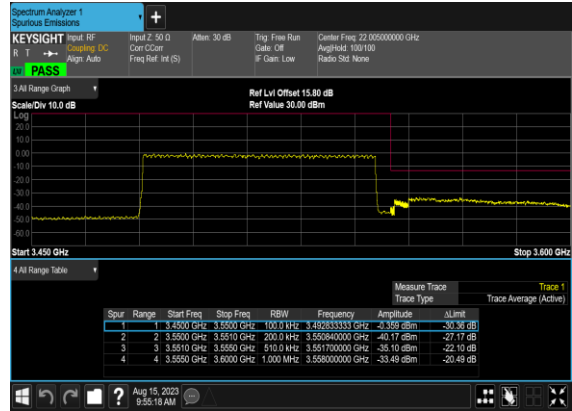 Spectrum Analyzer 1
Spurious Emissions
KEYSIGHT Input: RF Input Z: 50 Ω Atten: 30 dB Trig: Free Run Center Freq: 22.005000000 GHz
R T Coupling: DC Corr CCorr Gate: Off Avg|Hold: 100/100
Align: Auto Freq Ref: Int (S) IF Gain: Low Radio Std: None
PASS
3 All Range Graph Ref Lvl Offset 15.80 dB
Scale/Div 10.0 dB Ref Value 30.00 dBm
Log
20.0
10.0
0.00
-10.0
-20.0
-30.0
-40.0
-50.0
-60.0
Start 3.450 GHz Stop 3.600 GHz
4 All Range Table
Measure Trace Trace 1
Trace Type Trace Average (Active)
Spur Range Start Freq Stop Freq RBW Frequency Amplitude ΔLimit
1 1 3.4500 GHz 3.5500 GHz 100.0 kHz 3.492833333 GHz -0.359 dBm -30.36 dB
2 2 3.5500 GHz 3.5510 GHz 200.0 kHz 3.550840000 GHz -40.17 dBm -27.17 dB
3 3 3.5510 GHz 3.5550 GHz 510.0 kHz 3.551700000 GHz -35.10 dBm -22.10 dB
4 4 3.5550 GHz 3.6000 GHz 1.000 MHz 3.558000000 GHz -33.49 dBm -20.49 dB
Aug 15, 2023
9:55:18 AM